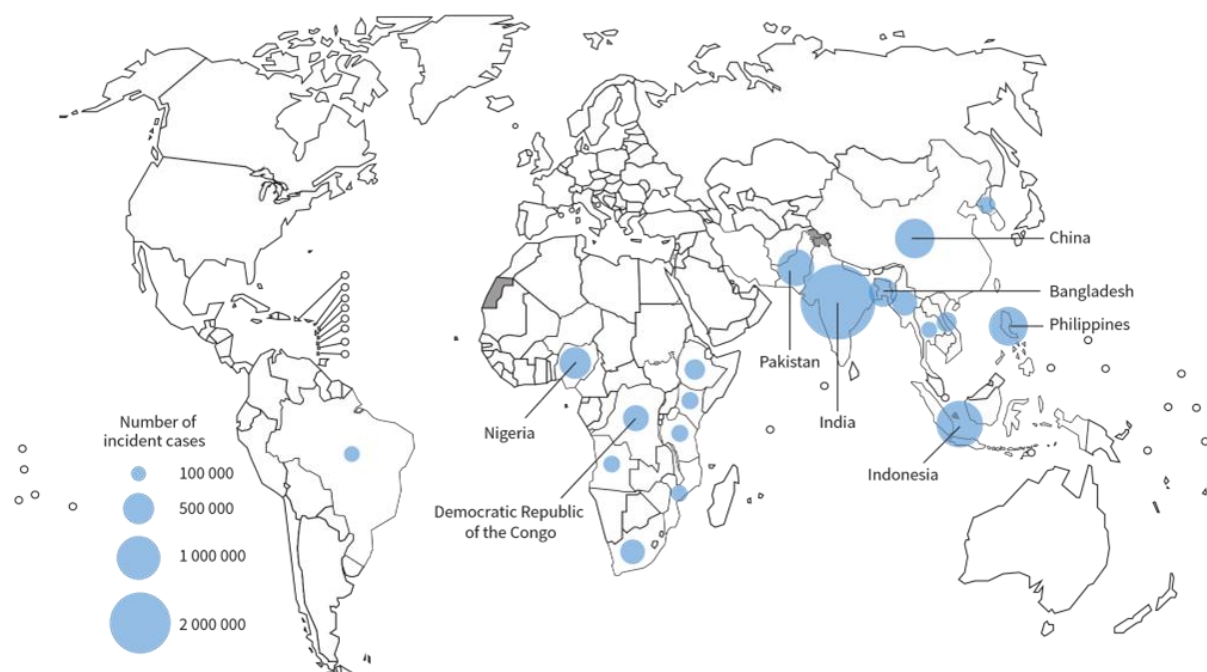 China
Bangladesh
Philippines
Pakistan
India
Nigeria
Indonesia
Democratic Republic
of the Congo
Number of
incident cases
100 000
500 000
1 000 000
2 000 000